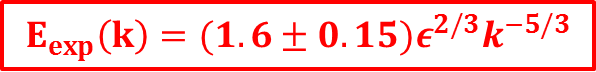 E_exp(k) = (1.6 ± 0.15)ϵ^{2/3}k^{−5/3}